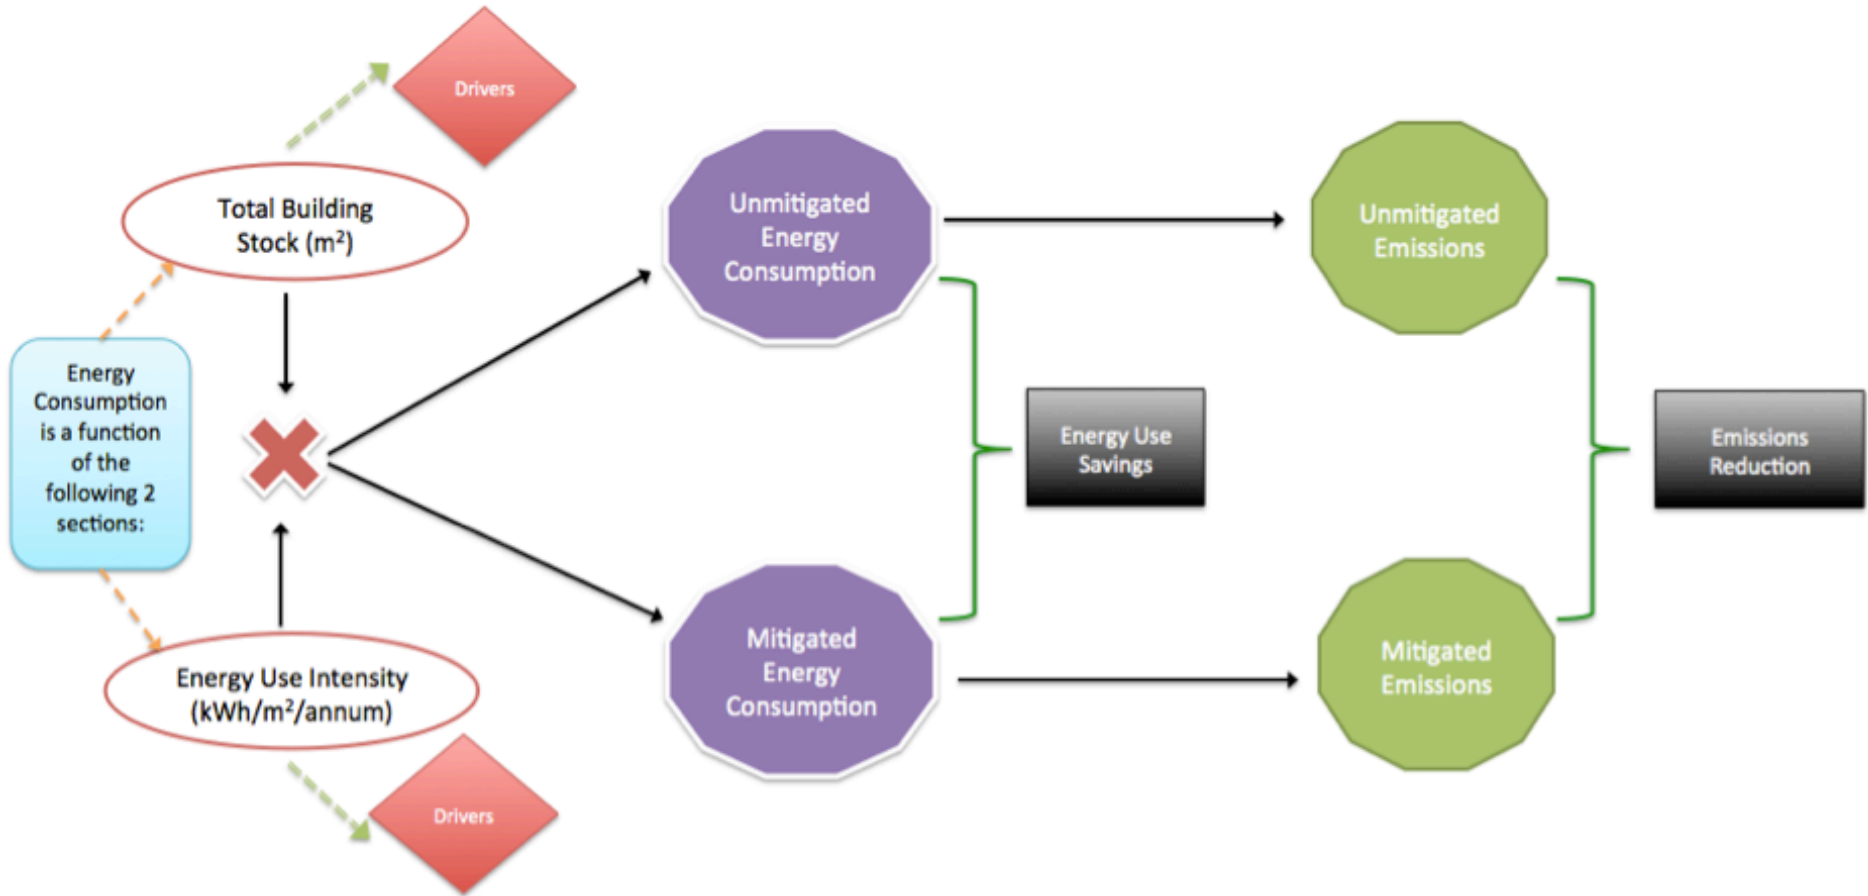 Drivers
Total Building
Stock (m²)
Energy
Consumption
is a function
of the
following 2
sections:
Energy Use Intensity
(kWh/m²/annum)
Drivers
Unmitigated
Energy
Consumption
Mitigated
Energy
Consumption
Energy Use
Savings
Unmitigated
Emissions
Mitigated
Emissions
Emissions
Reduction